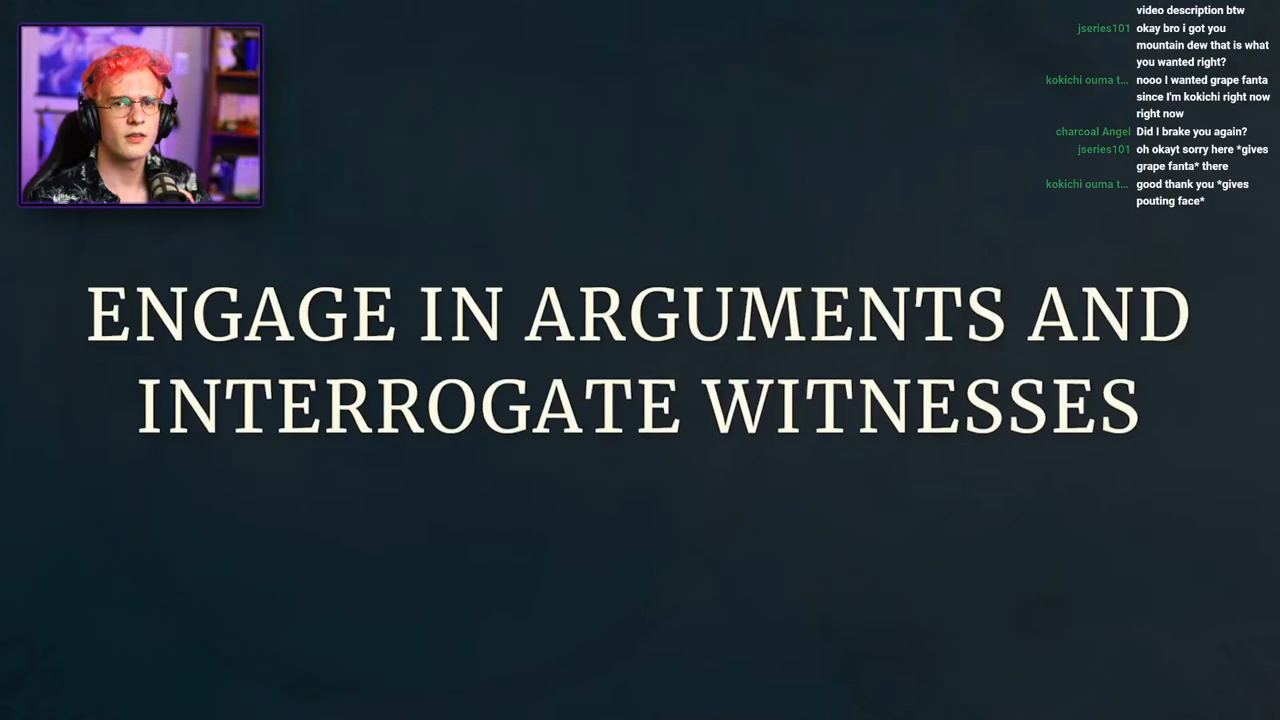 video description btw
jseries101 okay bro i got you
mountain dew that is what
you wanted right?
kokichi ouma t... nooo I wanted grape fanta
since I'm kokichi right now
right now
charcoal Angel Did I brake you again?
jseries101 oh okayt sorry here *gives
grape fanta* there
kokichi ouma t... good thank you *gives
pouting face*
ENGAGE IN ARGUMENTS AND
INTERROGATE WITNESSES